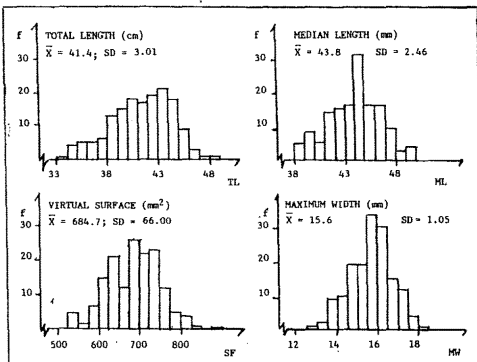 f TOTAL LENGTH (cm)
X̄ = 41.4; SD = 3.01
30
20
10
33 38 43 48
TL
f MEDIAN LENGTH (mm)
X̄ = 43.8 SD = 2.46
30
20
10
38 43 48
ML
f VIRTUAL SURFACE (mm²)
X̄ = 684.7; SD = 66.00
30
20
10
500 600 700 800
SF
f MAXIMUM WIDTH (mm)
X̄ = 15.6 SD = 1.05
30
20
10
12 14 16 18
MW